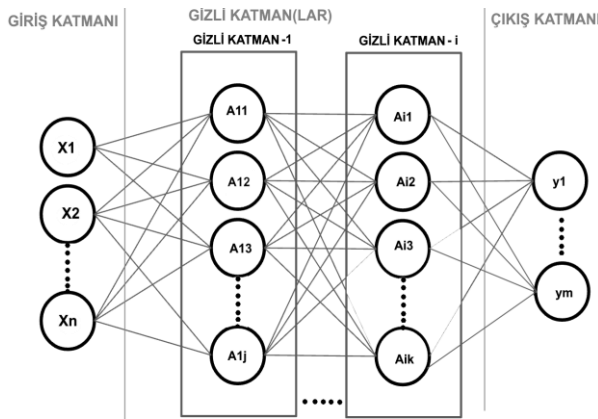 GİRİŞ KATMANI
GİZLİ KATMAN(LAR)
ÇIKIŞ KATMANI
GİZLİ KATMAN -1
GİZLİ KATMAN - i
X1
X2
Xn
A11
A12
A13
A1j
Ai1
Ai2
Ai3
Aik
y1
ym